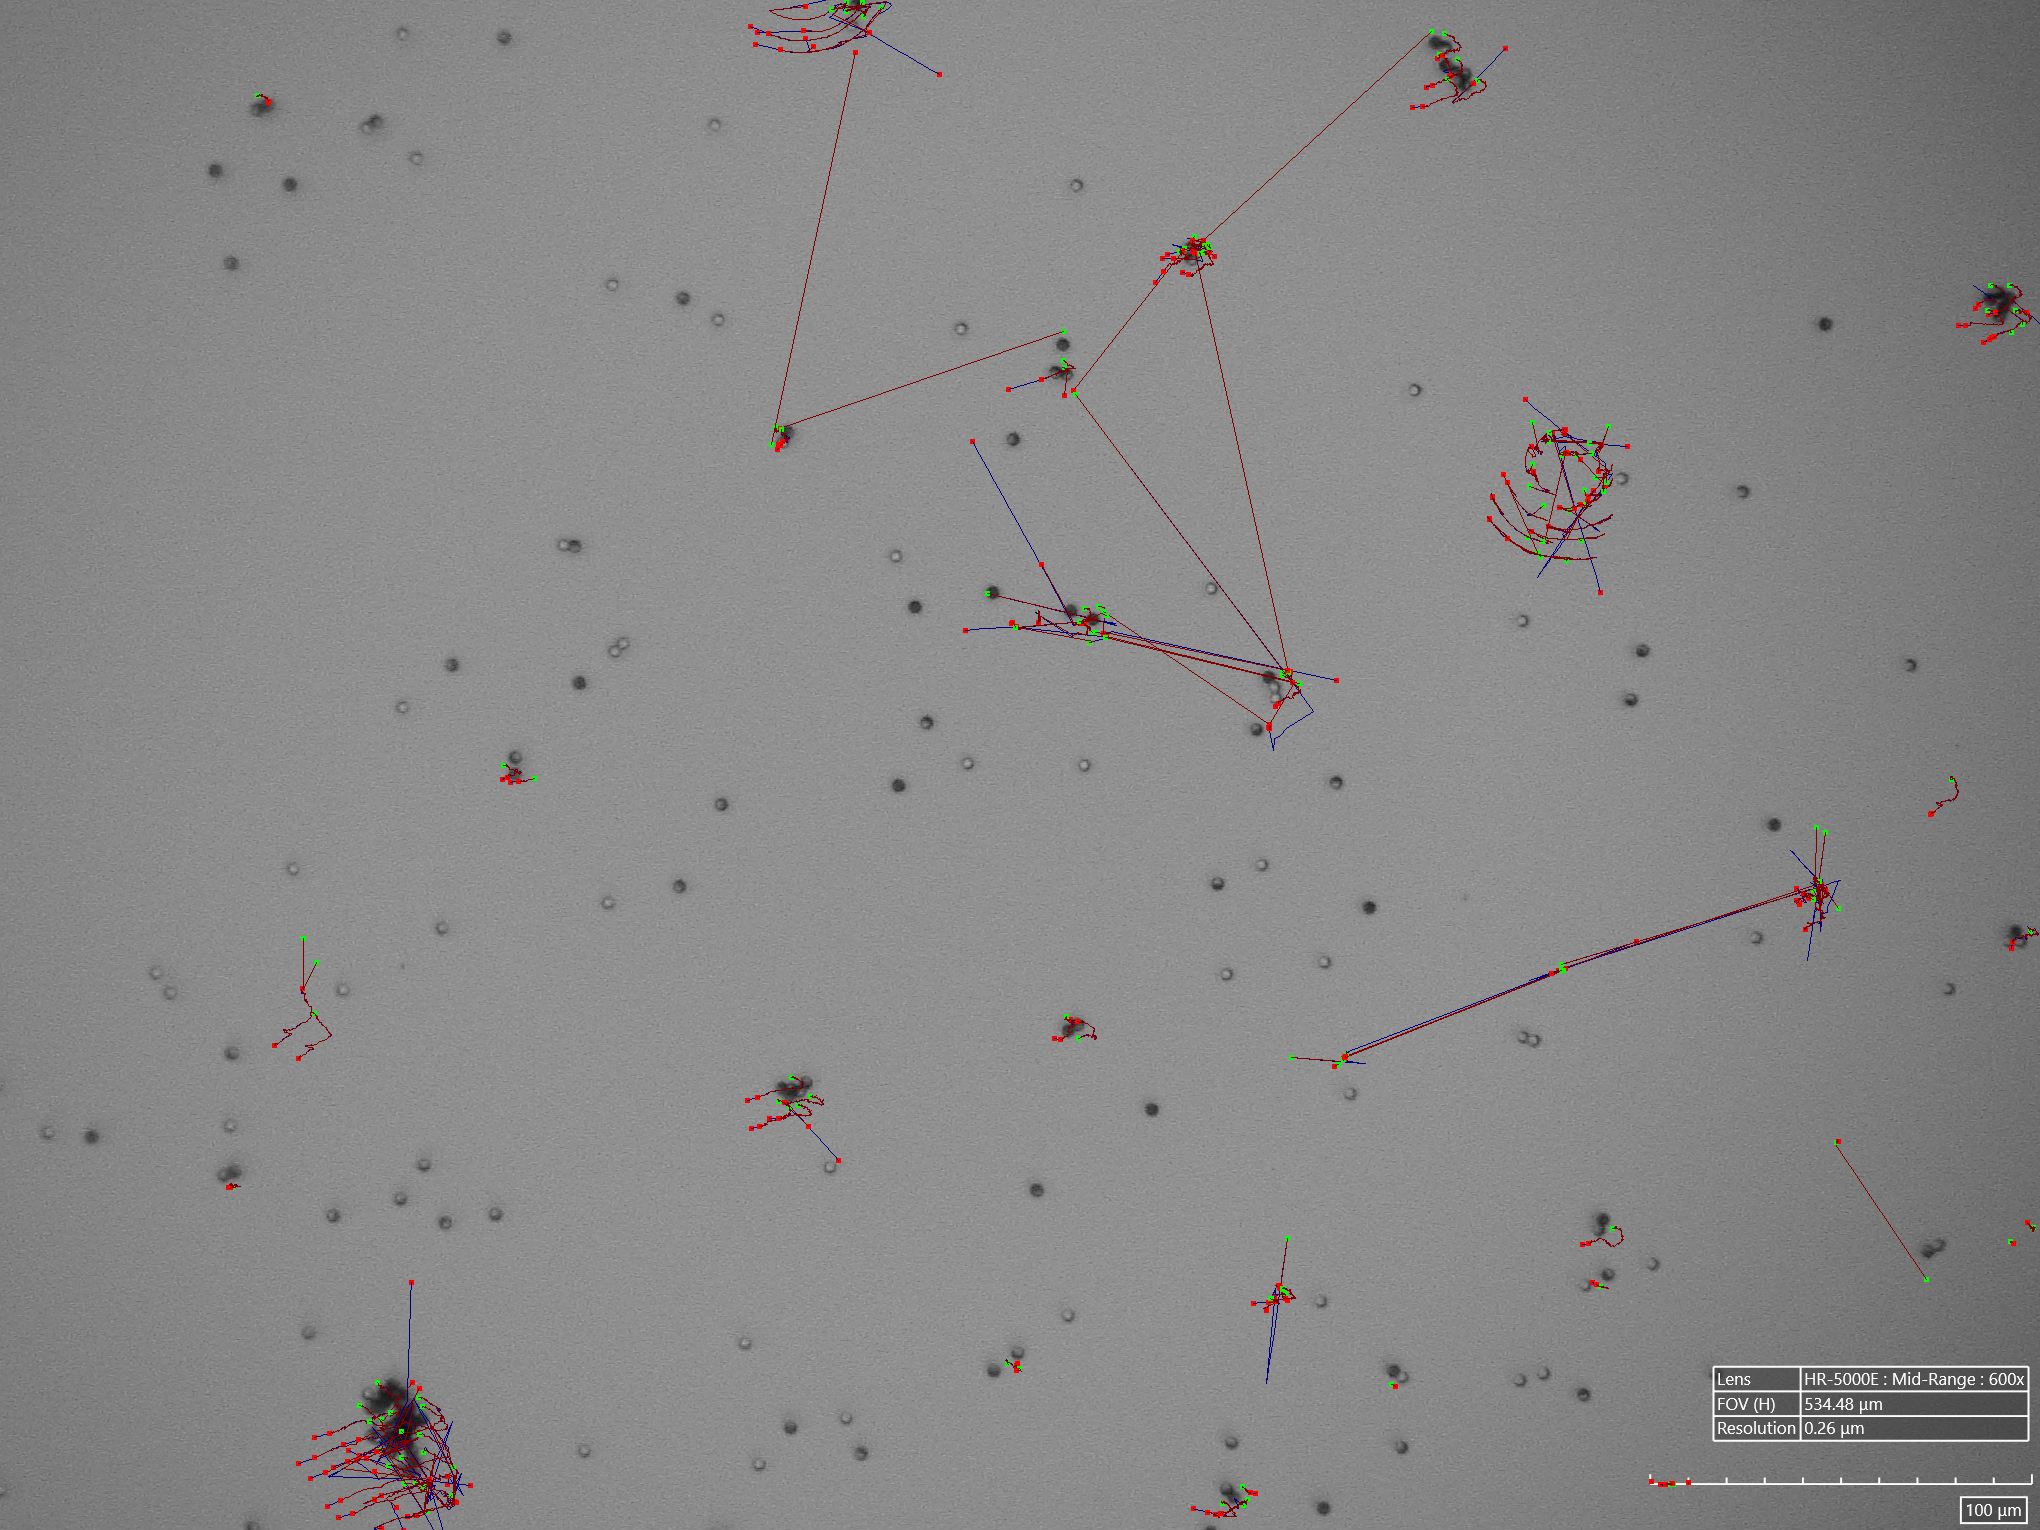 Lens HR-5000E : Mid-Range : 600x
FOV (H) 534.48 µm
Resolution 0.26 µm
100 µm